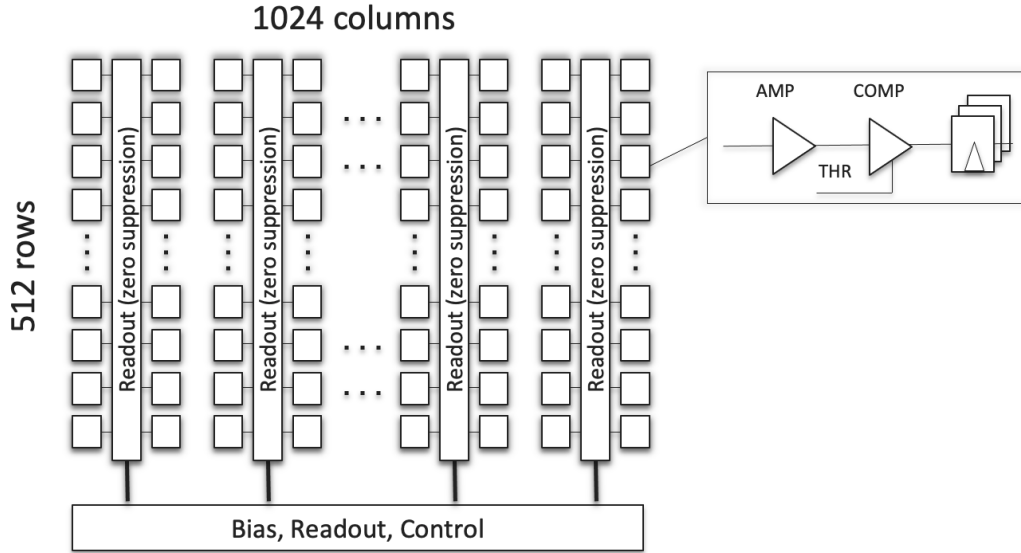 1024 columns
512 rows
Readout (zero suppression)
Readout (zero suppression)
Readout (zero suppression)
Readout (zero suppression)
AMP
COMP
THR
Bias, Readout, Control